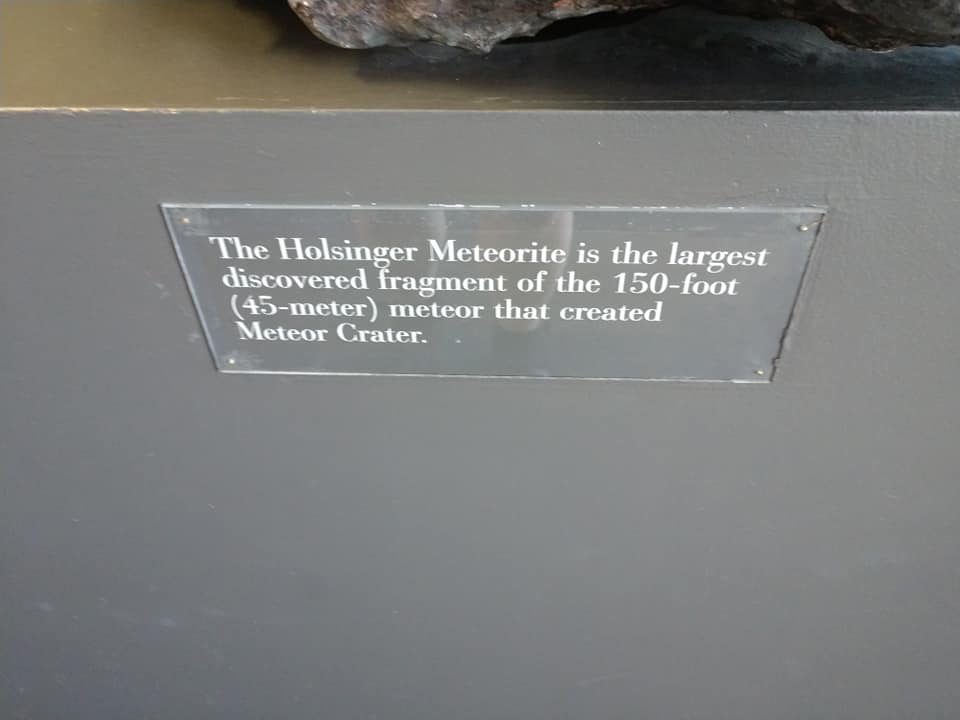 The Holsinger Meteorite is the largest
discovered fragment of the 150-foot
(45-meter) meteor that created
Meteor Crater.